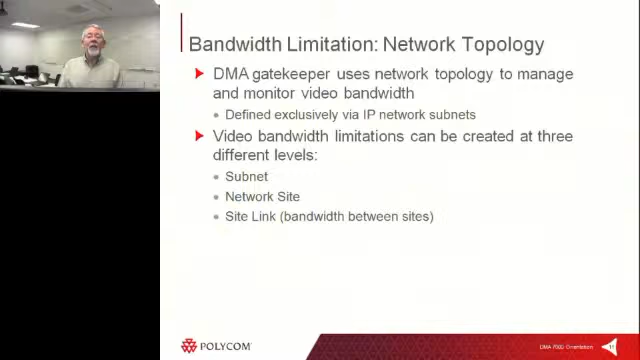 Bandwidth Limitation: Network Topology
DMA gatekeeper uses network topology to manage
and monitor video bandwidth
Defined exclusively via IP network subnets
Video bandwidth limitations can be created at three
different levels:
Subnet
Network Site
Site Link (bandwidth between sites)
POLYCOM
DMA 7000 Orientation